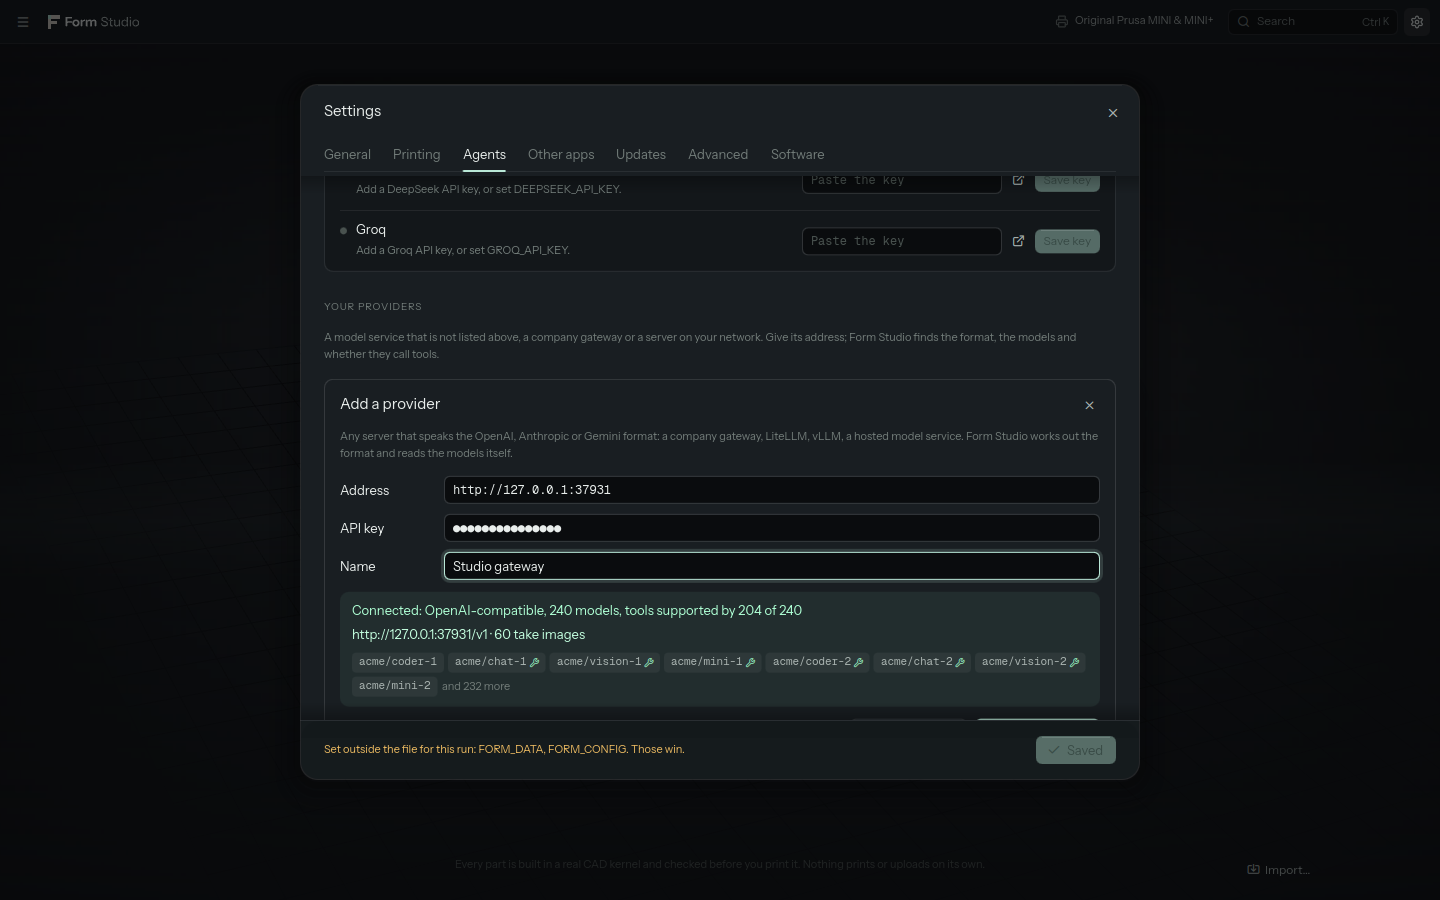 Form Studio
Original Prusa MINI & MINI+
Search
Ctrl K
Settings
General
Printing
Agents
Other apps
Updates
Advanced
Software
Add a DeepSeek API key, or set DEEPSEEK_API_KEY.
Paste the key
Save key
Groq
Add a Groq API key, or set GROQ_API_KEY.
Paste the key
Save key
YOUR PROVIDERS
A model service that is not listed above, a company gateway or a server on your network. Give its address; Form Studio finds the format, the models and
whether they call tools.
Add a provider
Any server that speaks the OpenAI, Anthropic or Gemini format: a company gateway, LiteLLM, vLLM, a hosted model service. Form Studio works out the
format and reads the models itself.
Address
http://127.0.0.1:37931
API key
Name
Studio gateway
Connected: OpenAI-compatible, 240 models, tools supported by 204 of 240
http://127.0.0.1:37931/v1 · 60 take images
acme/coder-1
acme/chat-1
acme/vision-1
acme/mini-1
acme/coder-2
acme/chat-2
acme/vision-2
acme/mini-2
and 232 more
Set outside the file for this run: FORM_DATA, FORM_CONFIG. Those win.
Saved
Every part is built in a real CAD kernel and checked before you print it. Nothing prints or uploads on its own.
Import...